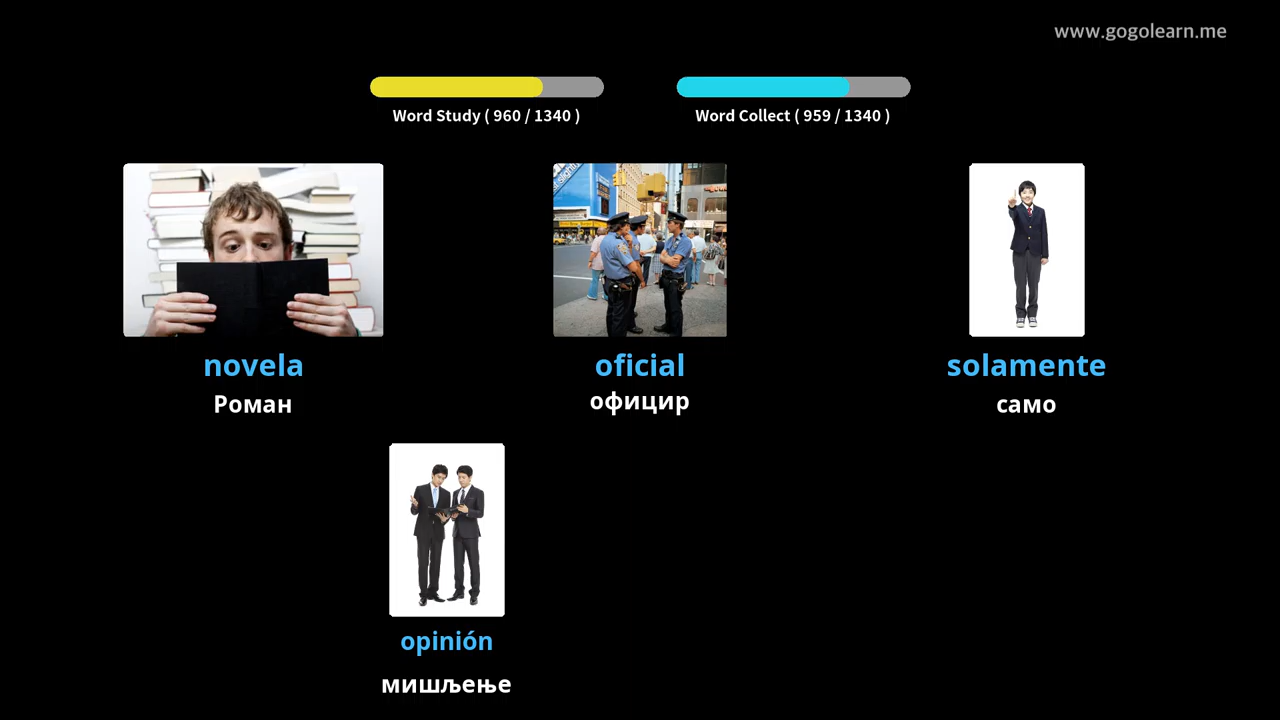 www.gogolearn.me
Word Study ( 960 / 1340 )
Word Collect ( 959 / 1340 )
novela
oficial
solamente
Роман
официр
само
opinión
мишљење